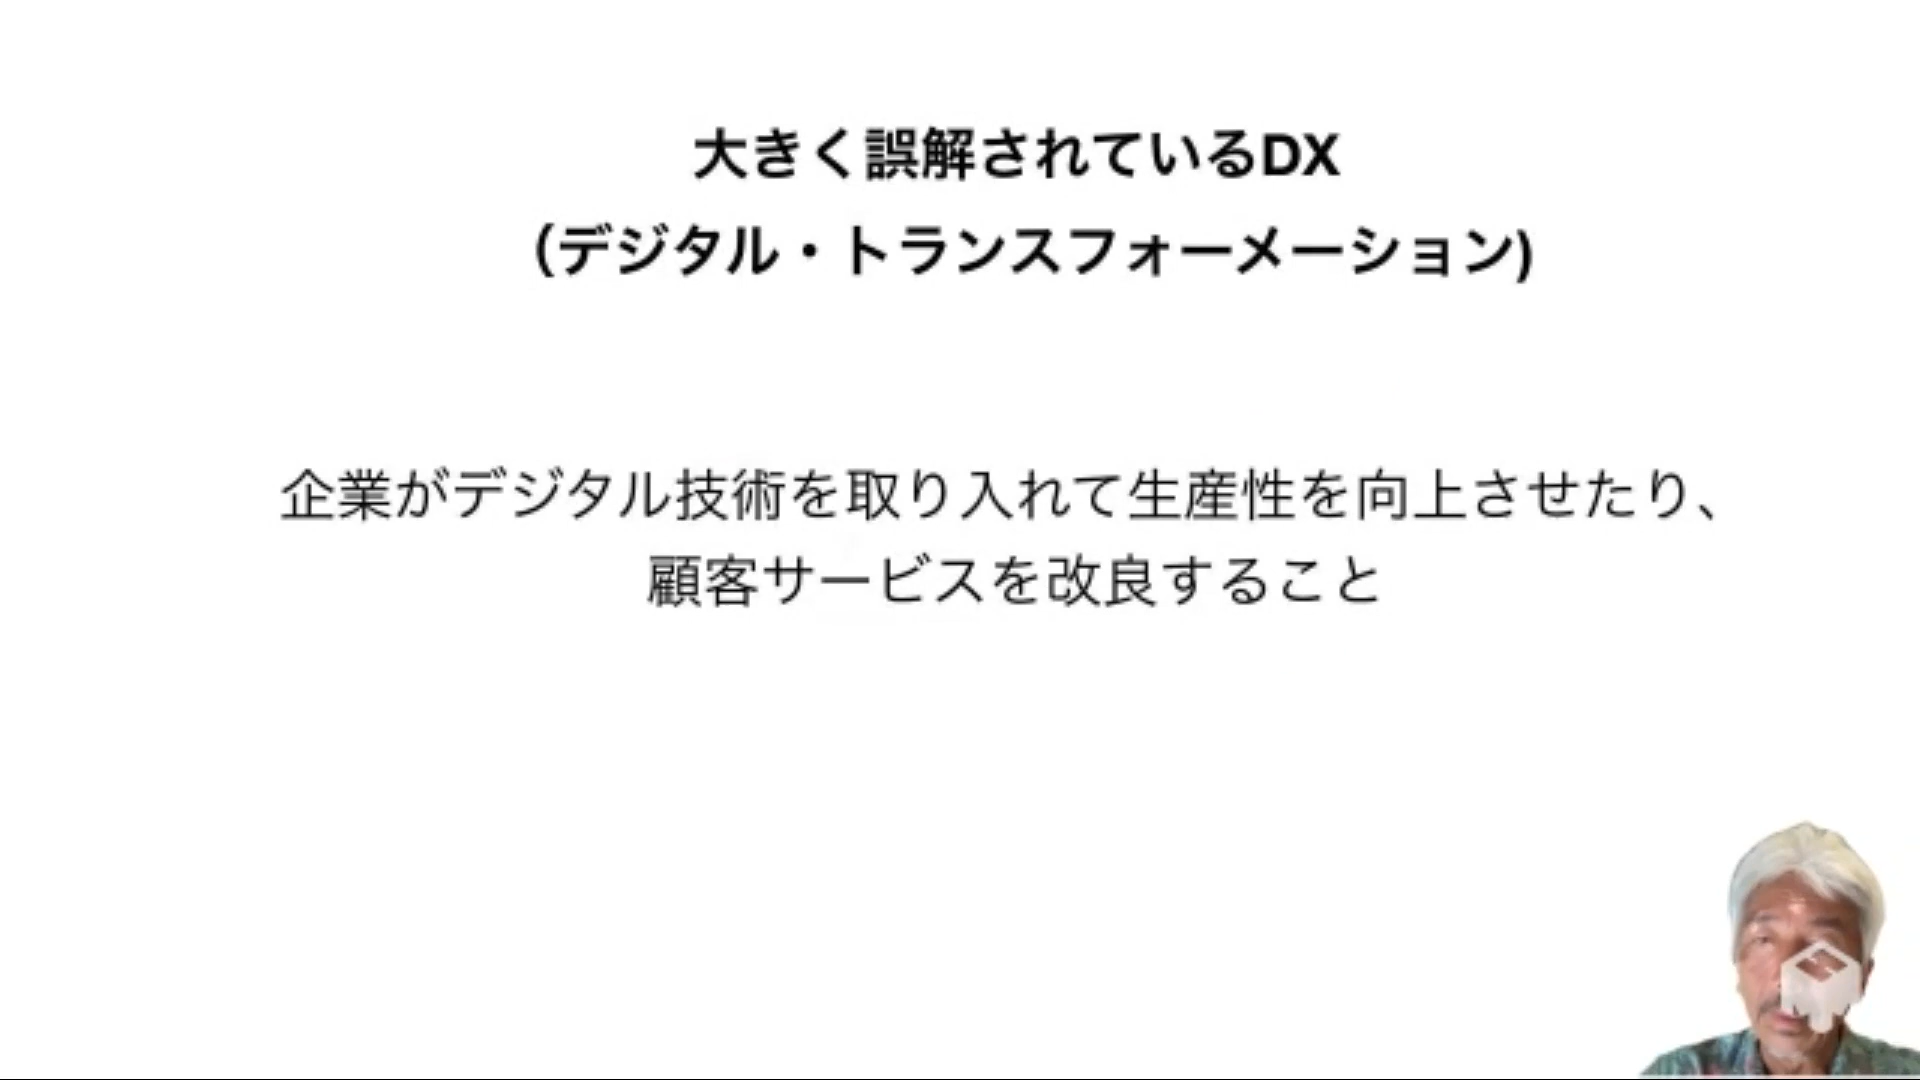 大きく誤解されているDX
（デジタル・トランスフォーメーション)
企業がデジタル技術を取り入れて生産性を向上させたり、
顧客サービスを改良すること